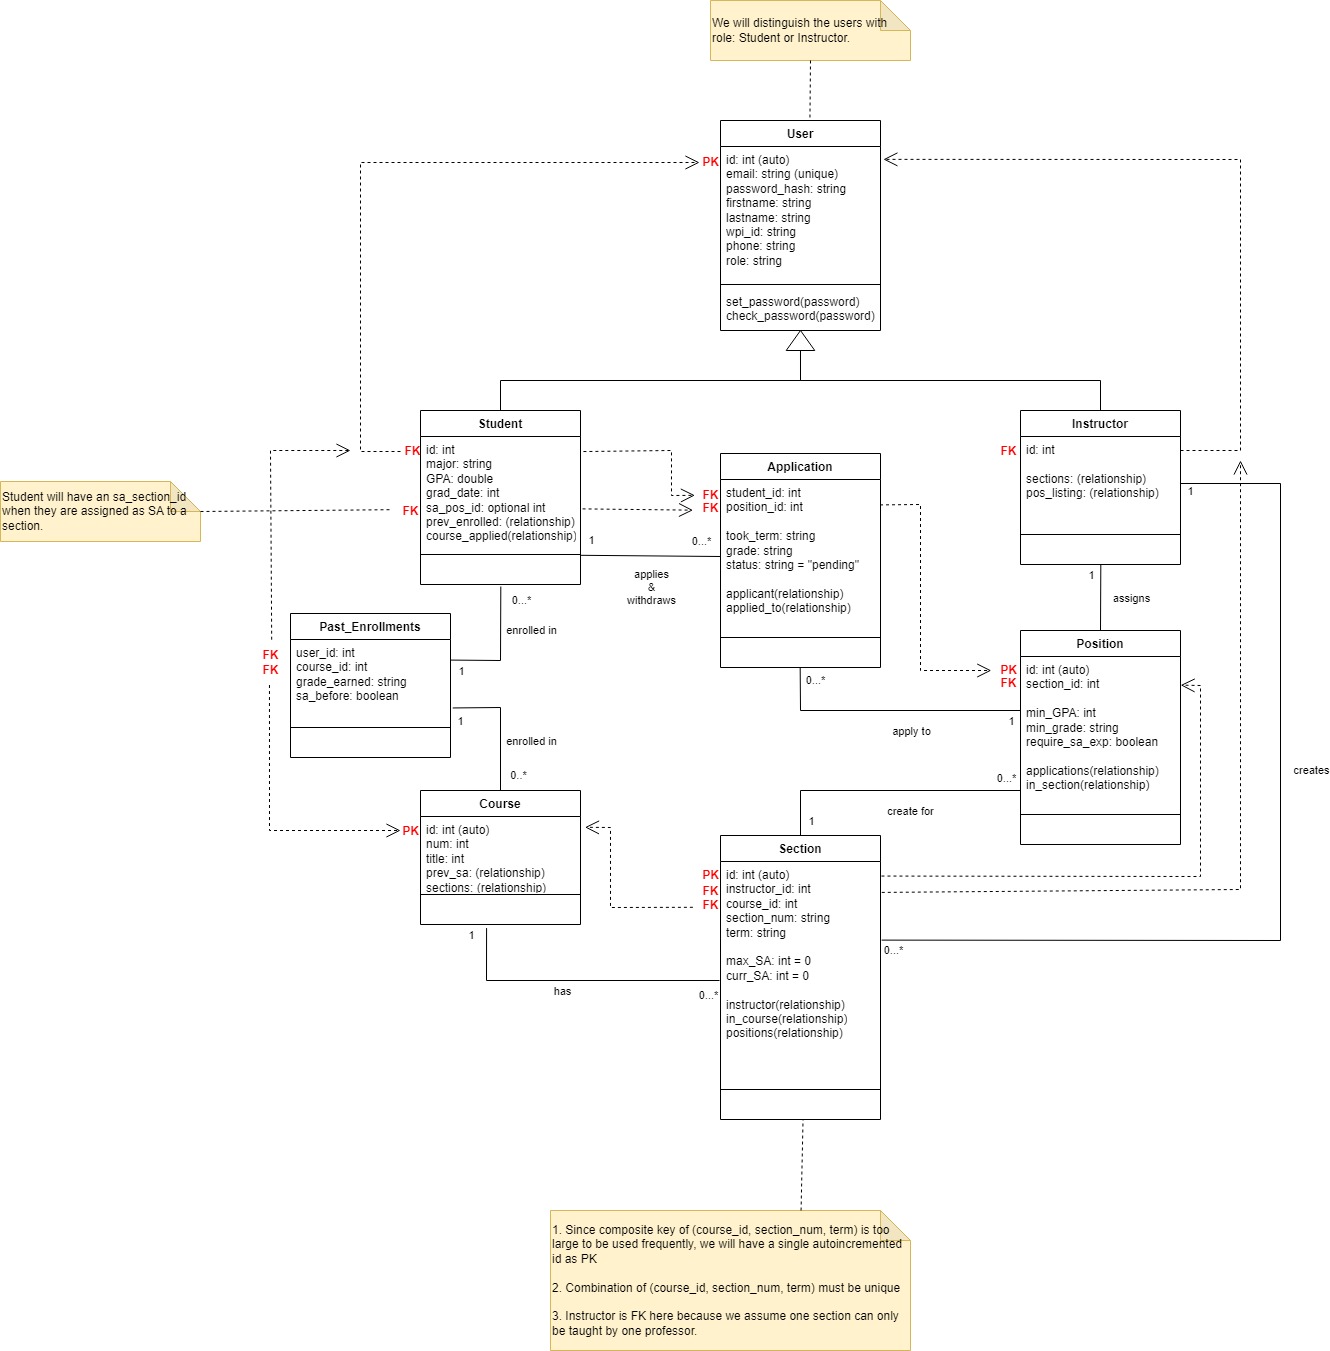 We will distinguish the users with
role: Student or Instructor.
User
PK
id: int (auto)
email: string (unique)
password_hash: string
firstname: string
lastname: string
wpi_id: string
phone: string
role: string
set_password(password)
check_password(password)
Student
FK
id: int
major: string
GPA: double
grad_date: int
FK
sa_pos_id: optional int
prev_enrolled: (relationship)
course_applied(relationship)
Student will have an sa_section_id
when they are assigned as SA to a
section.
Application
FK
student_id: int
FK
position_id: int
took_term: string
grade: string
status: string = "pending"
applicant(relationship)
applied_to(relationship)
Instructor
FK
id: int
sections: (relationship)
pos_listing: (relationship)
1
1
0...*
applies
&
withdraws
1
assigns
0...*
enrolled in
Past_Enrollments
FK
user_id: int
FK
course_id: int
grade_earned: string
sa_before: boolean
1
1
enrolled in
0..*
Position
PK
id: int (auto)
FK
section_id: int
min_GPA: int
min_grade: string
require_sa_exp: boolean
applications(relationship)
in_section(relationship)
0...*
apply to
1
creates
0...*
create for
1
Course
PK
id: int (auto)
num: int
title: int
prev_sa: (relationship)
sections: (relationship)
1
has
0...*
Section
PK
id: int (auto)
FK
instructor_id: int
FK
course_id: int
section_num: string
term: string
max_SA: int = 0
curr_SA: int = 0
instructor(relationship)
in_course(relationship)
positions(relationship)
0...*
1. Since composite key of (course_id, section_num, term) is too
large to be used frequently, we will have a single autoincremented
id as PK
2. Combination of (course_id, section_num, term) must be unique
3. Instructor is FK here because we assume one section can only
be taught by one professor.